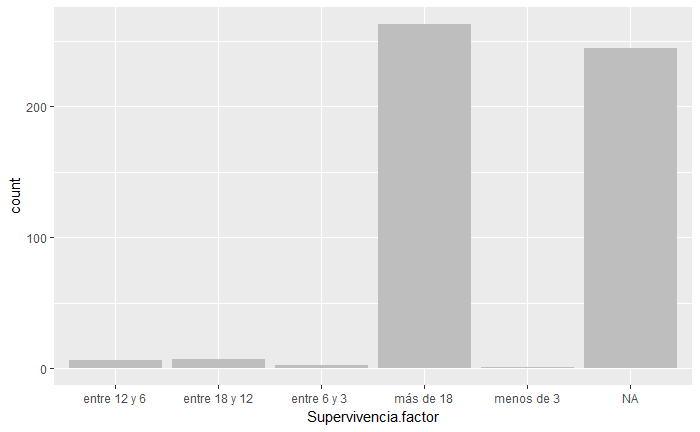 count
200
100
0
entre 12 y 6
entre 18 y 12
entre 6 y 3
más de 18
menos de 3
NA
Supervivencia.factor